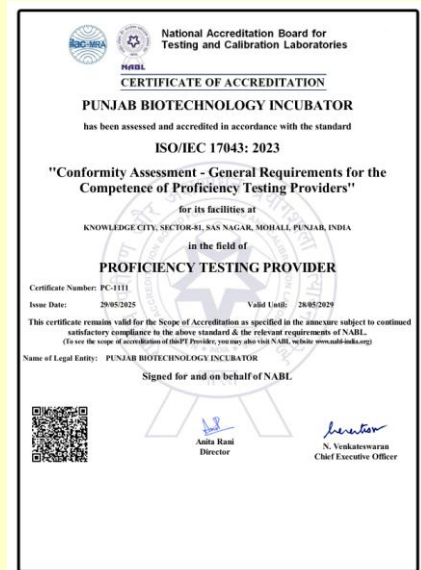 ilac-MRA
NABL
National Accreditation Board for
Testing and Calibration Laboratories
CERTIFICATE OF ACCREDITATION
PUNJAB BIOTECHNOLOGY INCUBATOR
has been assessed and accredited in accordance with the standard
ISO/IEC 17043: 2023
"Conformity Assessment - General Requirements for the
Competence of Proficiency Testing Providers"
for its facilities at
KNOWLEDGE CITY, SECTOR-81, SAS NAGAR, MOHALI, PUNJAB, INDIA
in the field of
PROFICIENCY TESTING PROVIDER
Certificate Number: PC-1111
Issue Date: 29/05/2025 Valid Until: 28/05/2029
This certificate remains valid for the Scope of Accreditation as specified in the annexure subject to continued
satisfactory compliance to the above standard & the relevant requirements of NABL.
(To see the scope of accreditation of this PT Provider, you may also visit NABL website www.nabl-india.org)
Name of Legal Entity: PUNJAB BIOTECHNOLOGY INCUBATOR
Signed for and on behalf of NABL
Anita Rani
Director
N. Venkateswaran
Chief Executive Officer